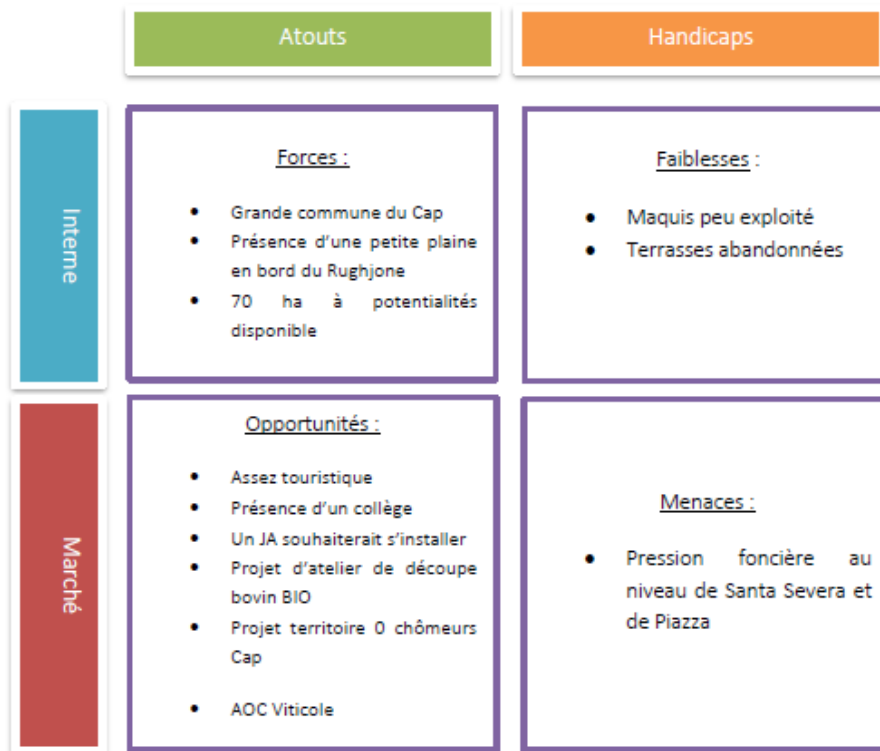 Atouts
Handicaps
Interne
Forces :
• Grande commune du Cap
• Présence d'une petite plaine
en bord du Rughjone
• 70 ha à potentialités
disponible
Faiblesses :
• Maquis peu exploité
• Terrasses abandonnées
Marché
Opportunités :
• Assez touristique
• Présence d'un collège
• Un JA souhaiterait s'installer
• Projet d'atelier de découpe
bovin BIO
• Projet territoire 0 chômeurs
Cap
• AOC Viticole
Menaces :
• Pression foncière au
niveau de Santa Severa et
de Piazza